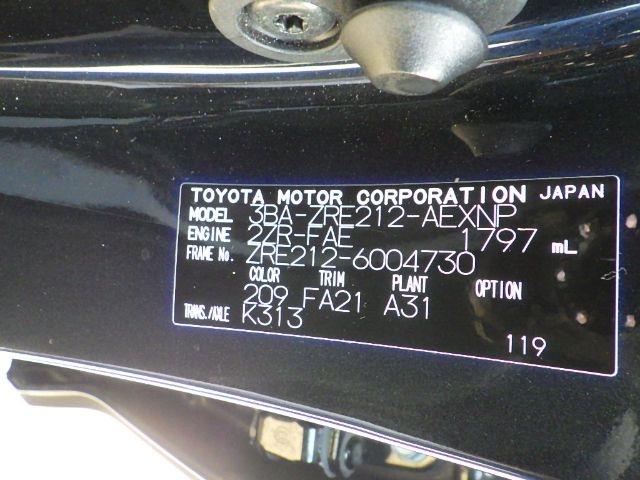 TOYOTA MOTOR CORPORATION JAPAN
MODEL 3BA-ZRE212-AEXNP
ENGINE 2ZR-FAE 1797 mL
FRAME No. ZRE212-6004730
COLOR TRIM PLANT OPTION
209 FA21 A31
TRANS./AXLE K313
119